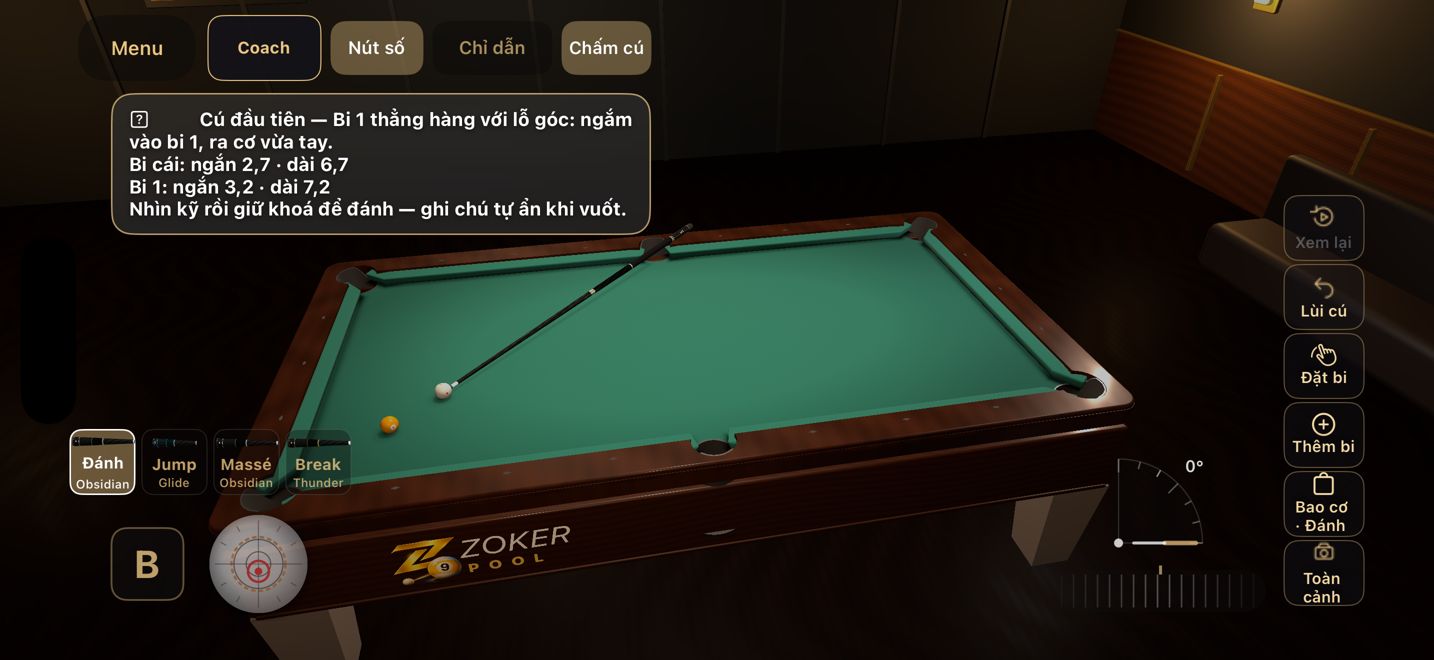 Menu
Coach
Nút số
Chỉ dẫn
Chấm cú
Cú đầu tiên — Bi 1 thẳng hàng với lỗ góc: ngắm
vào bi 1, ra cơ vừa tay.
Bi cái: ngắn 2,7 · dài 6,7
Bi 1: ngắn 3,2 · dài 7,2
Nhìn kỹ rồi giữ khoá để đánh — ghi chú tự ẩn khi vuốt.
Xem lại
Lùi cú
Đặt bi
Thêm bi
Bao cơ
· Đánh
Toàn
cảnh
Đánh
Obsidian
Jump
Glide
Massé
Obsidian
Break
Thunder
0°
B
ZOKER
POOL
9